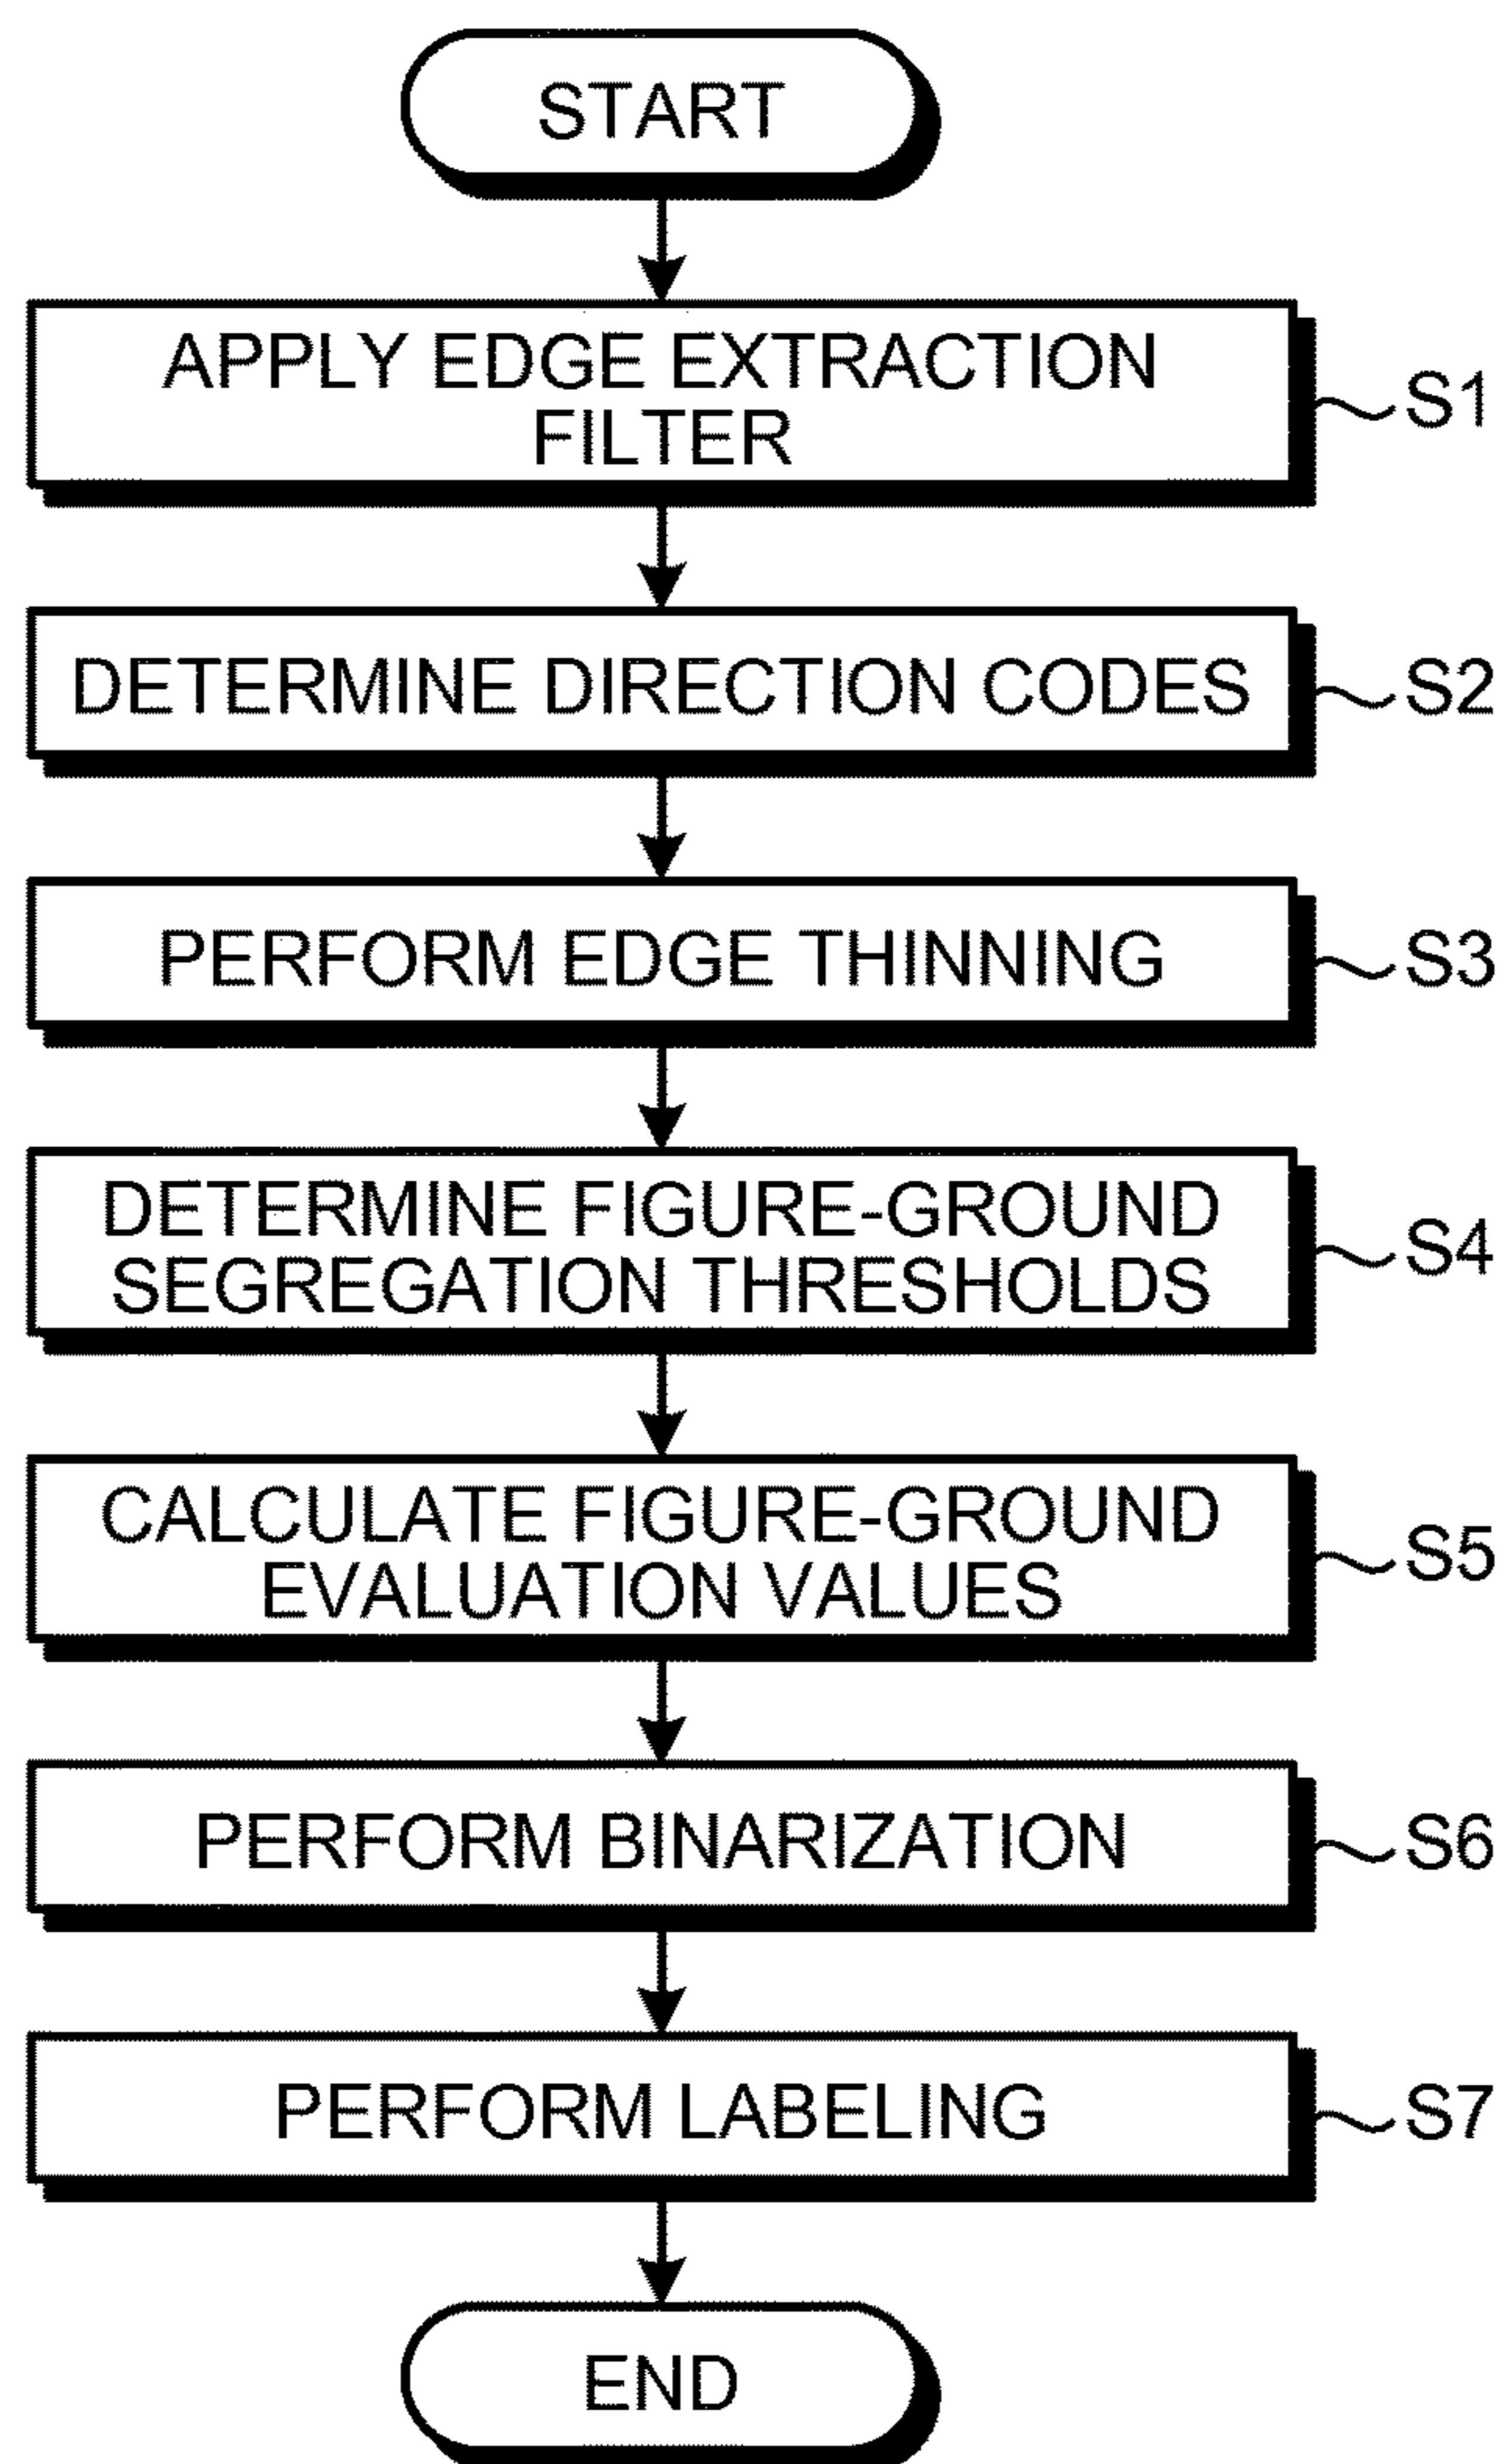 START
APPLY EDGE EXTRACTION
FILTER
S1
DETERMINE DIRECTION CODES
S2
PERFORM EDGE THINNING
S3
DETERMINE FIGURE-GROUND
SEGREGATION THRESHOLDS
S4
CALCULATE FIGURE-GROUND
EVALUATION VALUES
S5
PERFORM BINARIZATION
S6
PERFORM LABELING
S7
END